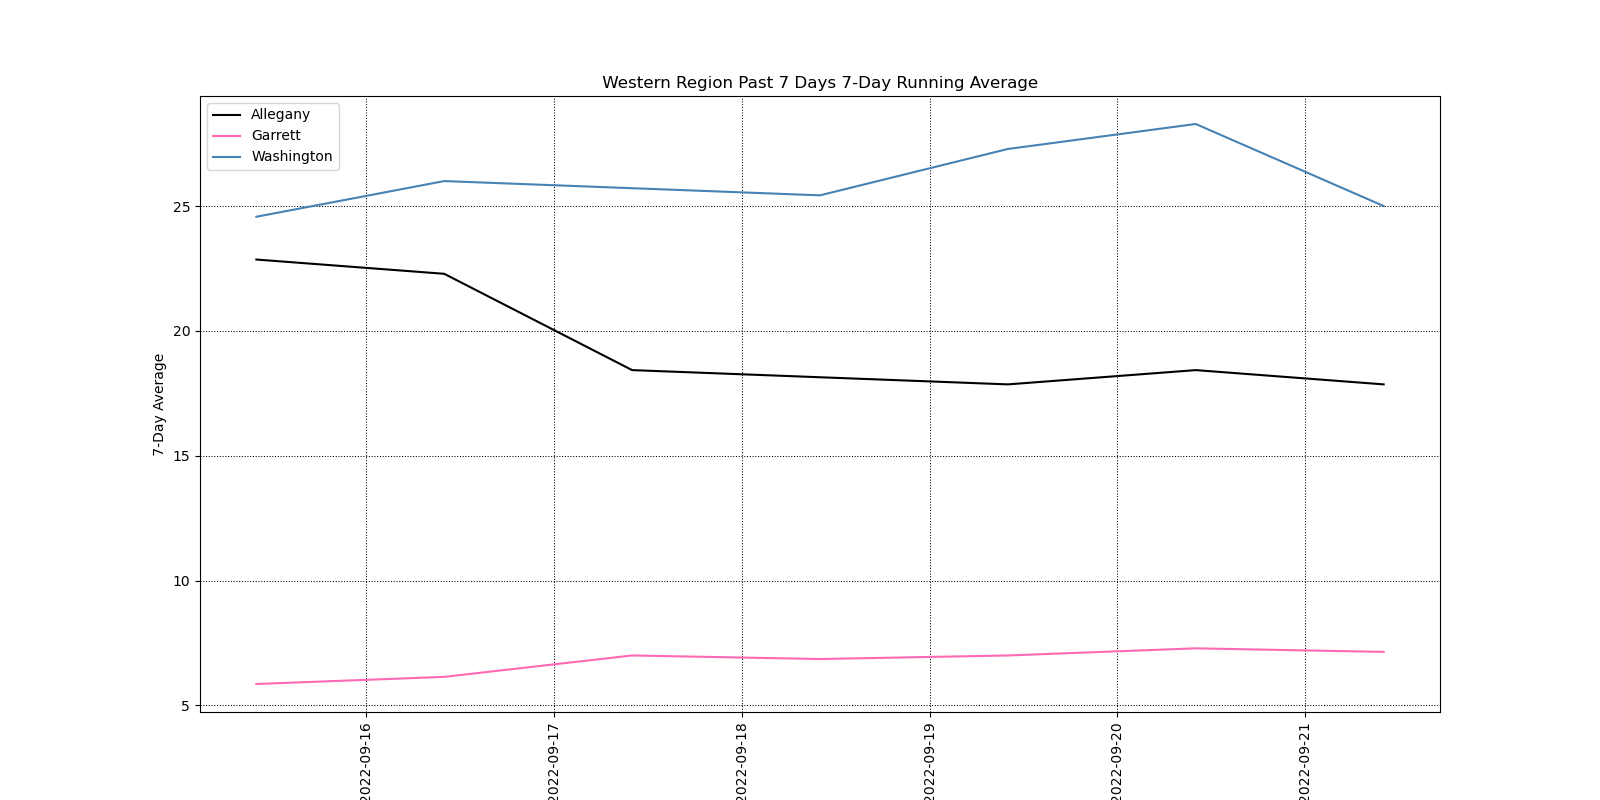 Western Region Past 7 Days 7-Day Running Average
Allegany
Garrett
Washington
7-Day Average
25
20
15
10
5
2022-09-16
2022-09-17
2022-09-18
2022-09-19
2022-09-20
2022-09-21